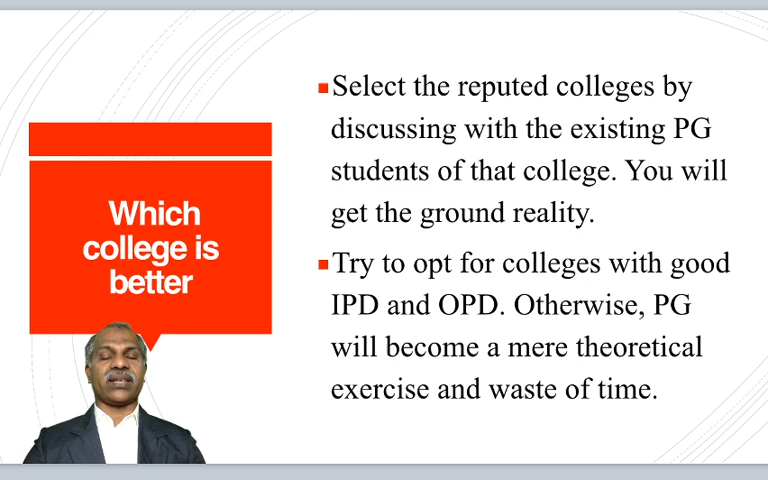 Which
college is
better
Select the reputed colleges by
discussing with the existing PG
students of that college. You will
get the ground reality.
Try to opt for colleges with good
IPD and OPD. Otherwise, PG
will become a mere theoretical
exercise and waste of time.